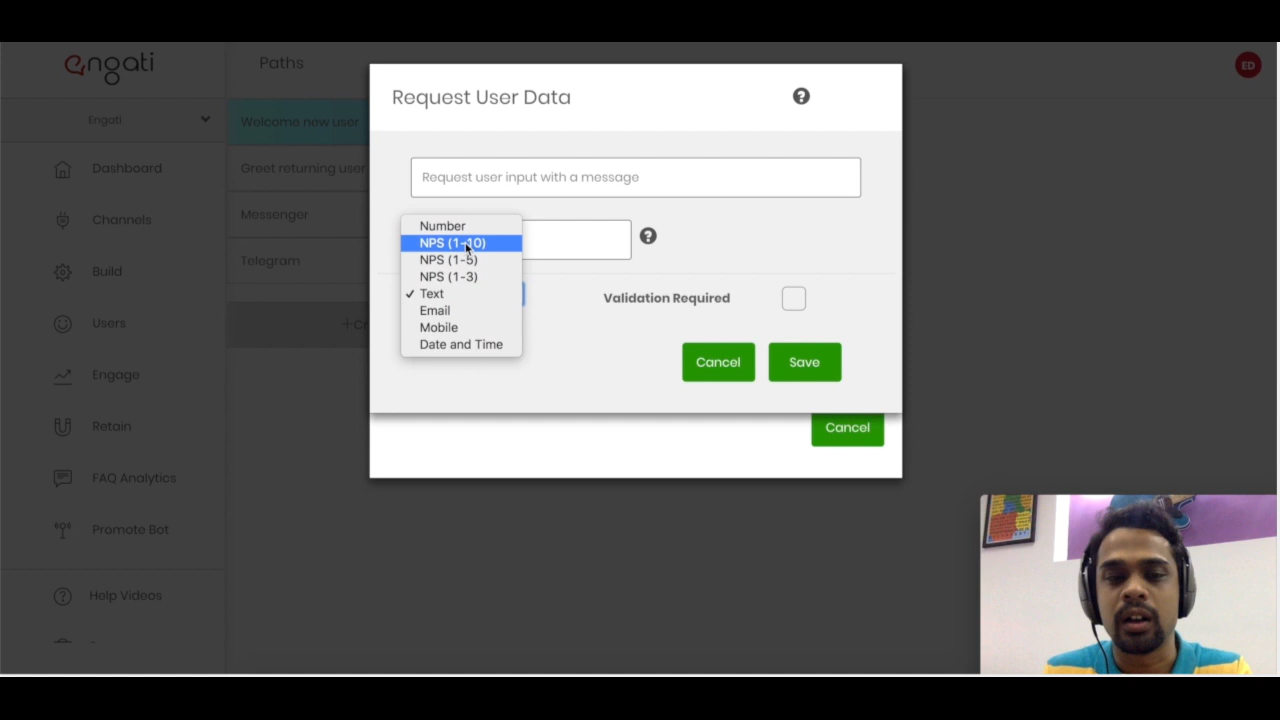 engati
Paths
ED
Engati
Dashboard
Channels
Build
Users
Engage
Retain
FAQ Analytics
Promote Bot
Help Videos
Welcome new user
Greet returning user
Messenger
Telegram
Request User Data
?
Request user input with a message
?
Number
NPS (1-10)
NPS (1-5)
NPS (1-3)
✓ Text
Email
Mobile
Date and Time
Validation Required
Cancel
Save
Cancel